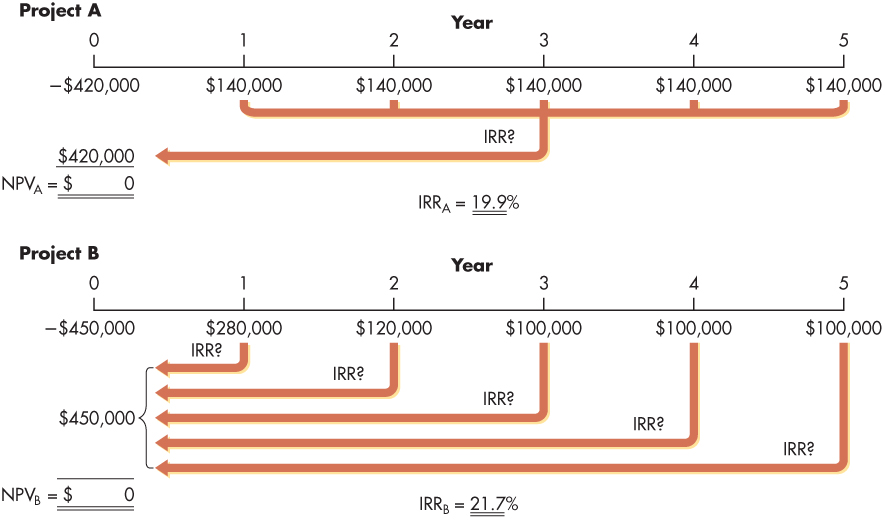 Project A
Year
0 1 2 3 4 5
−$420,000 $140,000 $140,000 $140,000 $140,000 $140,000
IRR?
$420,000
NPVA = $ 0
IRRA = 19.9%
Project B
Year
0 1 2 3 4 5
−$450,000 $280,000 $120,000 $100,000 $100,000 $100,000
IRR?
IRR?
IRR?
$450,000
IRR?
IRR?
NPVB = $ 0
IRRB = 21.7%